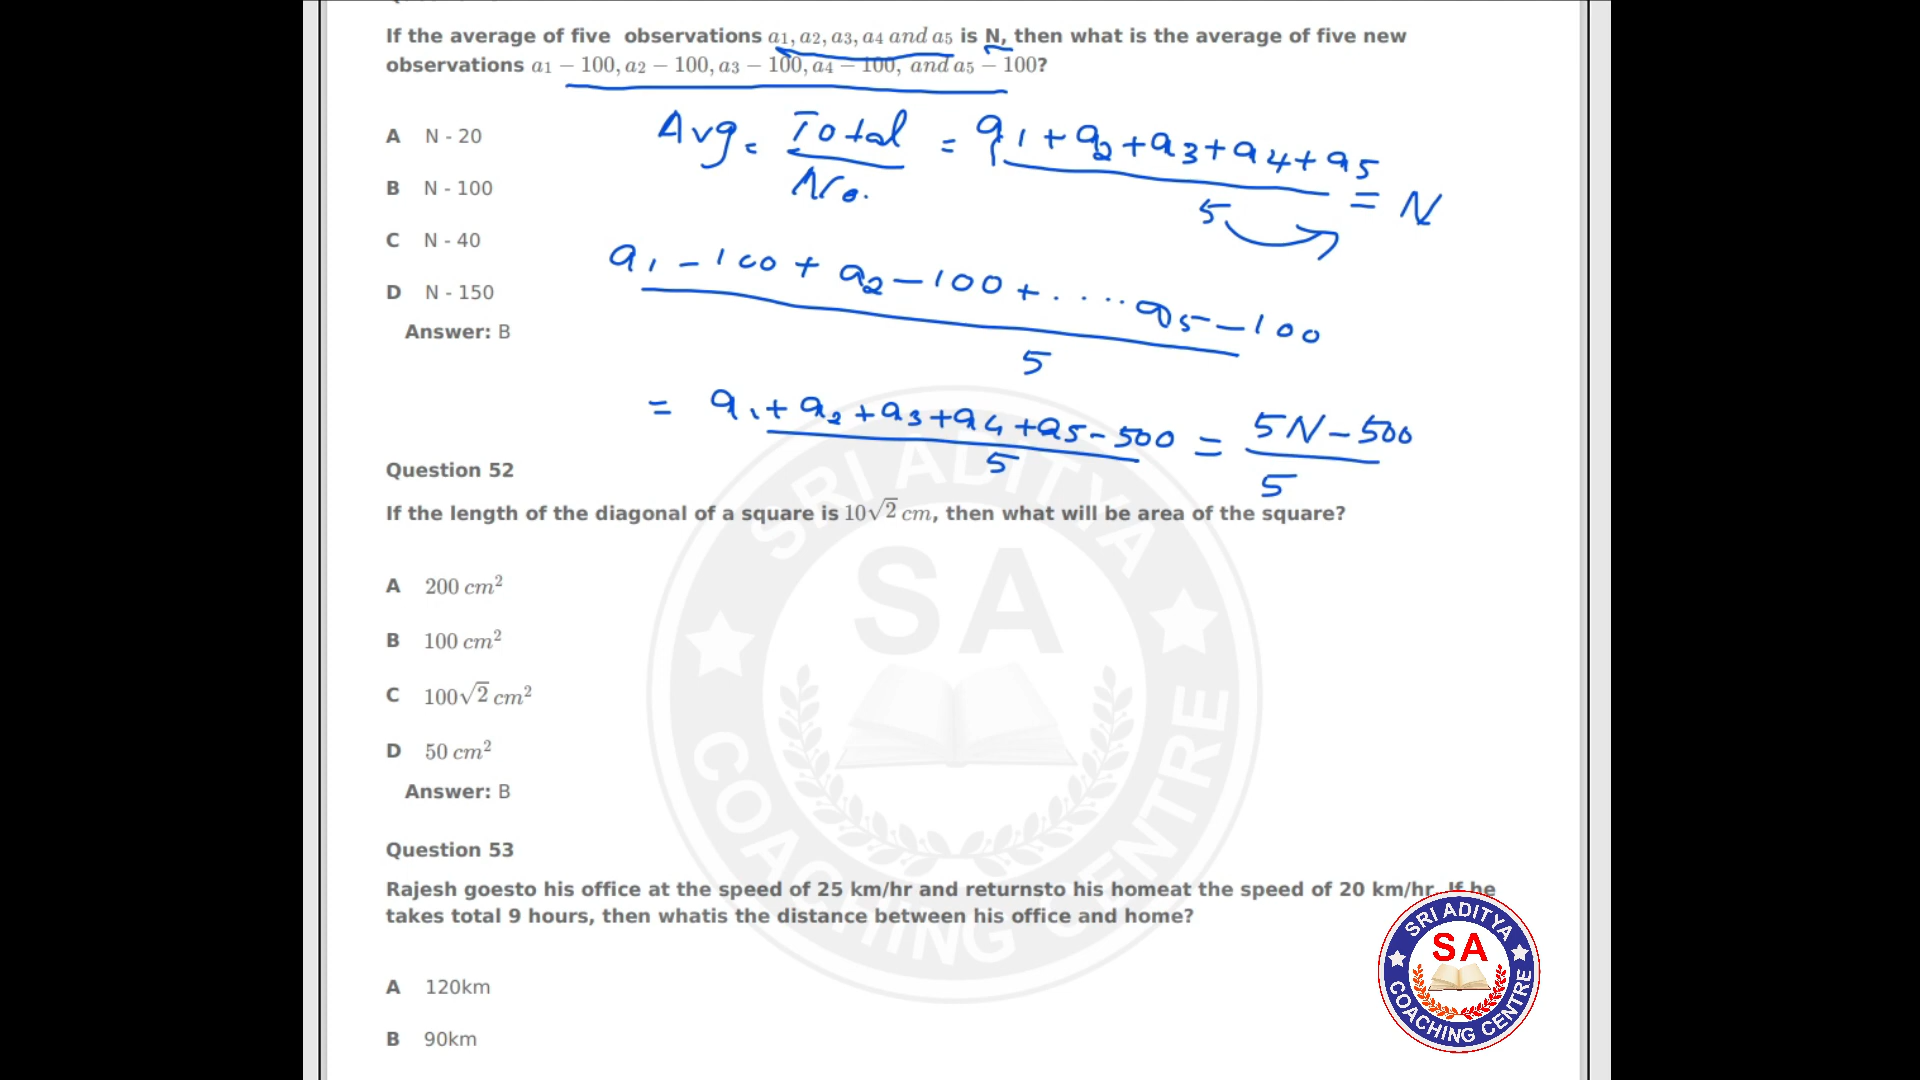 If the average of five observations a1, a2, a3, a4 and a5 is N, then what is the average of five new
observations a1 − 100, a2 − 100, a3 − 100, a4 − 100, and a5 − 100?
Avg. = Total / No. = a1 + a2 + a3 + a4 + a5 / 5 = N
A N - 20
B N - 100
C N - 40
a1 - 100 + a2 - 100 + .... a5 - 100 / 5
D N - 150
Answer: B
= a1 + a2 + a3 + a4 + a5 - 500 / 5 = 5N - 500 / 5
Question 52
If the length of the diagonal of a square is 10√2 cm, then what will be area of the square?
A 200 cm²
B 100 cm²
C 100√2 cm²
D 50 cm²
Answer: B
Question 53
Rajesh goesto his office at the speed of 25 km/hr and returnsto his homeat the speed of 20 km/hr. If he
takes total 9 hours, then whatis the distance between his office and home?
A 120km
B 90km
SRI ADITYA
SA
COACHING CENTRE
SRI ADITYA
SA
COACHING CENTRE